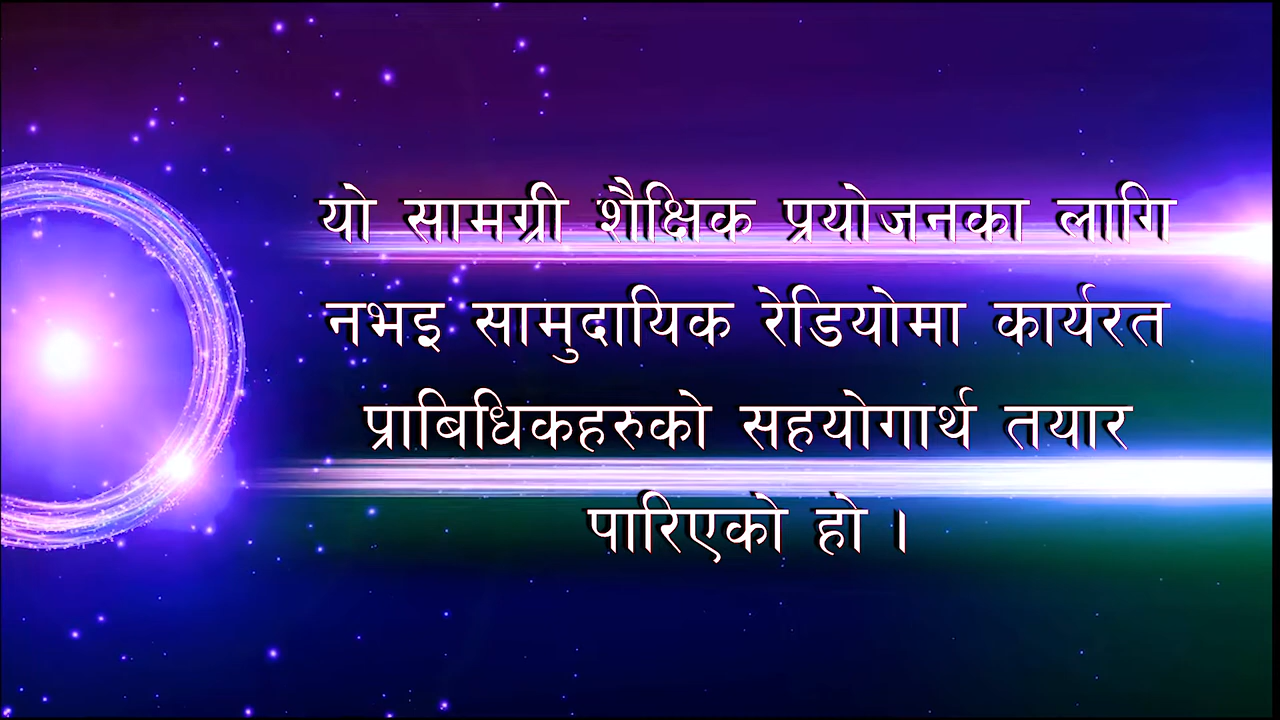 यो सामग्री शैक्षिक प्रयोजनका लागि
नभइ सामुदायिक रेडियोमा कार्यरत
प्राबिधिकहरुको सहयोगार्थ तयार
पारिएको हो ।